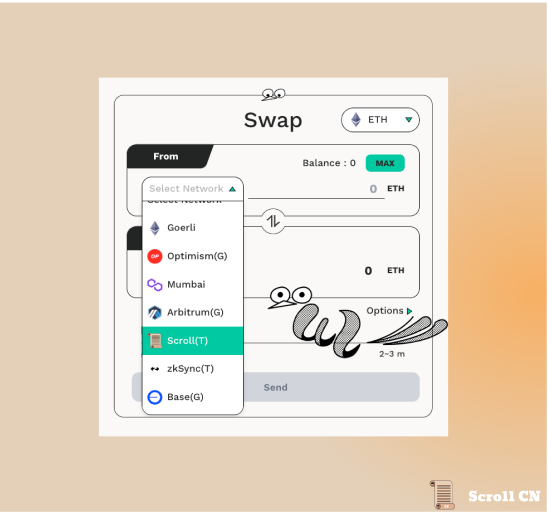 Swap
ETH
From
Balance : 0
MAX
Select Network
0 ETH
Select Network
Goerli
OP
Optimism(G)
Mumbai
0 ETH
Arbitrum(G)
Options
Scroll(T)
2~3 m
zkSync(T)
Send
Base(G)
Scroll CN